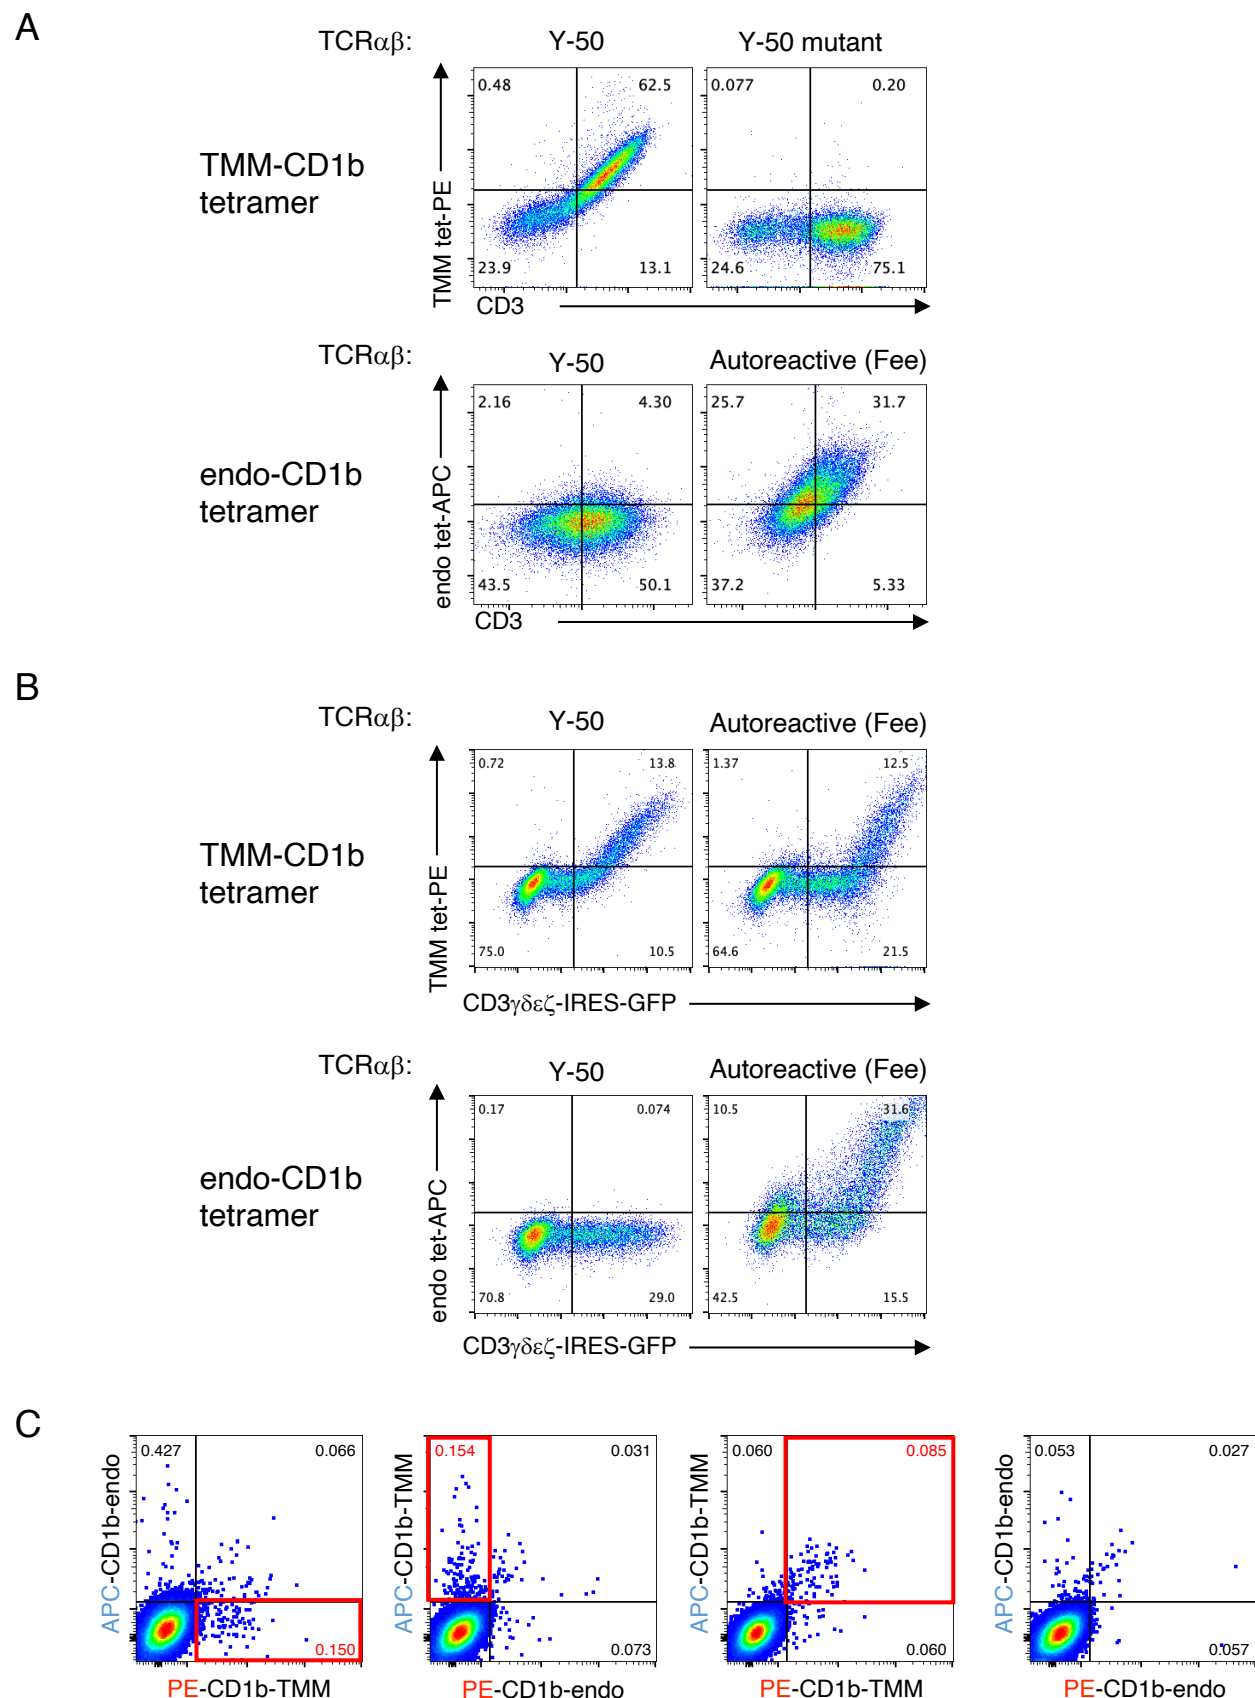 A
TCRαβ: Y-50 Y-50 mutant
TMM-CD1b
tetramer
TMM tet-PE
0.48 62.5
23.9 13.1
0.077 0.20
24.6 75.1
CD3
TCRαβ: Y-50 Autoreactive (Fee)
endo-CD1b
tetramer
endo tet-APC
2.16 4.30
43.5 50.1
25.7 31.7
37.2 5.33
CD3
B
TCRαβ: Y-50 Autoreactive (Fee)
TMM-CD1b
tetramer
TMM tet-PE
0.72 13.8
75.0 10.5
1.37 12.5
64.6 21.5
CD3γδεζ-IRES-GFP
TCRαβ: Y-50 Autoreactive (Fee)
endo-CD1b
tetramer
endo tet-APC
0.17 0.074
70.8 29.0
10.5 31.6
42.5 15.5
CD3γδεζ-IRES-GFP
C
APC-CD1b-endo
0.427 0.066
0.150
PE-CD1b-TMM
APC-CD1b-TMM
0.154 0.031
0.073
PE-CD1b-endo
APC-CD1b-TMM
0.060 0.085
0.060
PE-CD1b-TMM
APC-CD1b-endo
0.053 0.027
0.057
PE-CD1b-endo